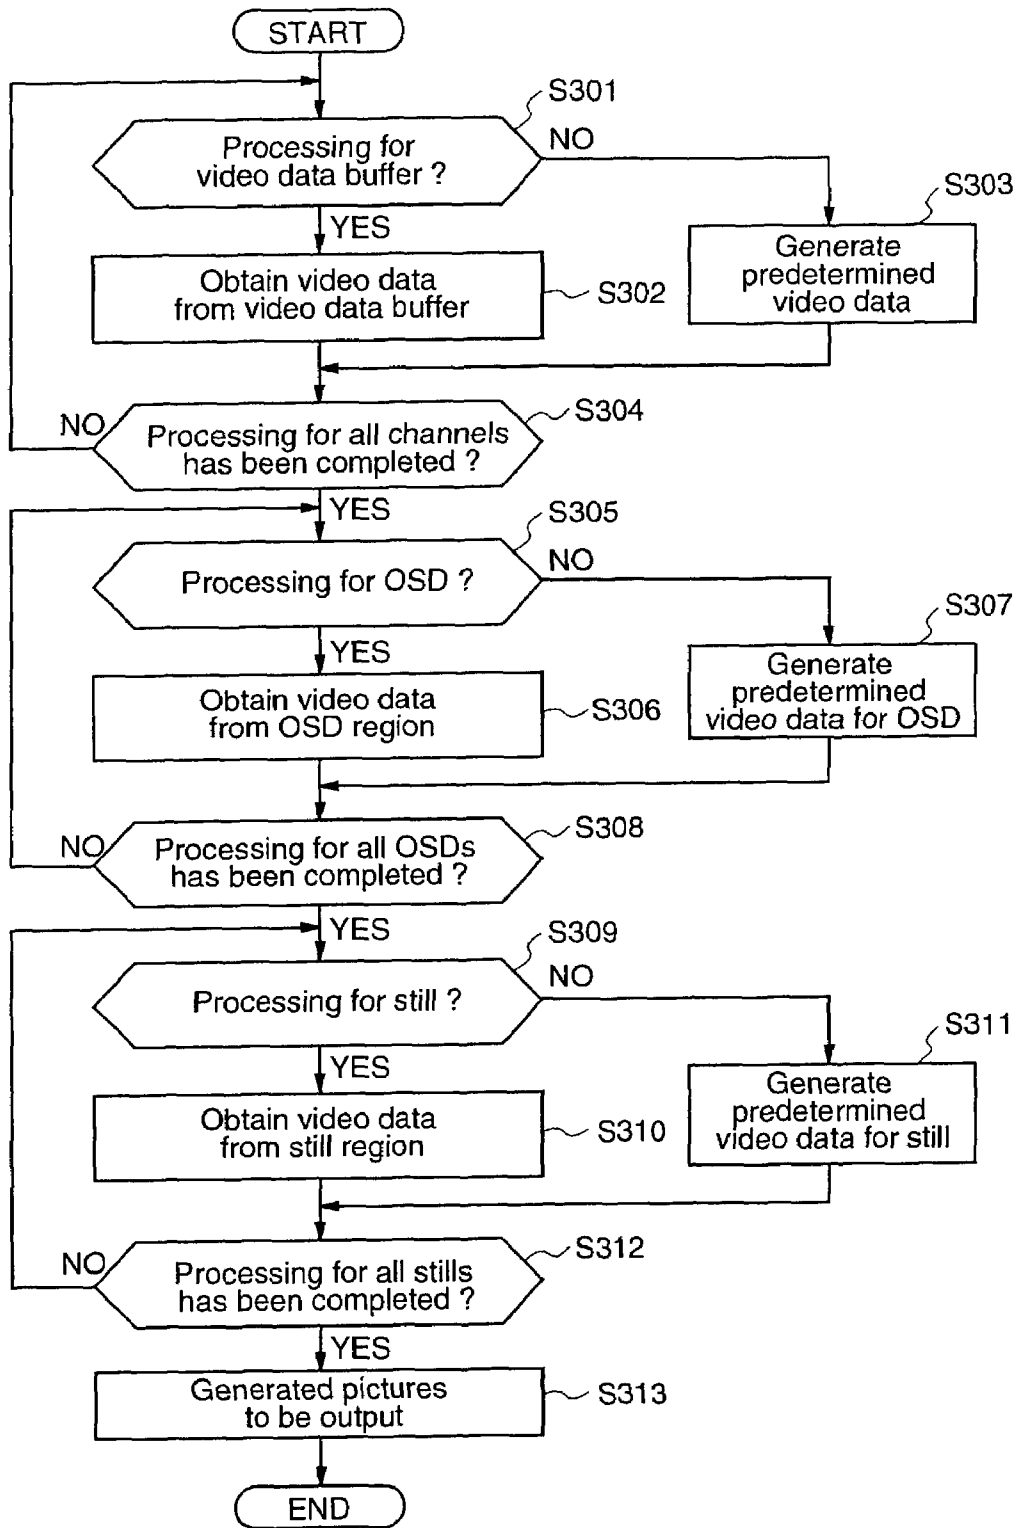 START
S301
Processing for
video data buffer ?
NO
YES
S303
Generate
predetermined
video data
Obtain video data
from video data buffer
S302
S304
NO
Processing for all channels
has been completed ?
YES
S305
Processing for OSD ?
NO
YES
S307
Generate
predetermined
video data for OSD
Obtain video data
from OSD region
S306
S308
NO
Processing for all OSDs
has been completed ?
YES
S309
Processing for still ?
NO
YES
S311
Generate
predetermined
video data for still
Obtain video data
from still region
S310
S312
NO
Processing for all stills
has been completed ?
YES
Generated pictures
to be output
S313
END